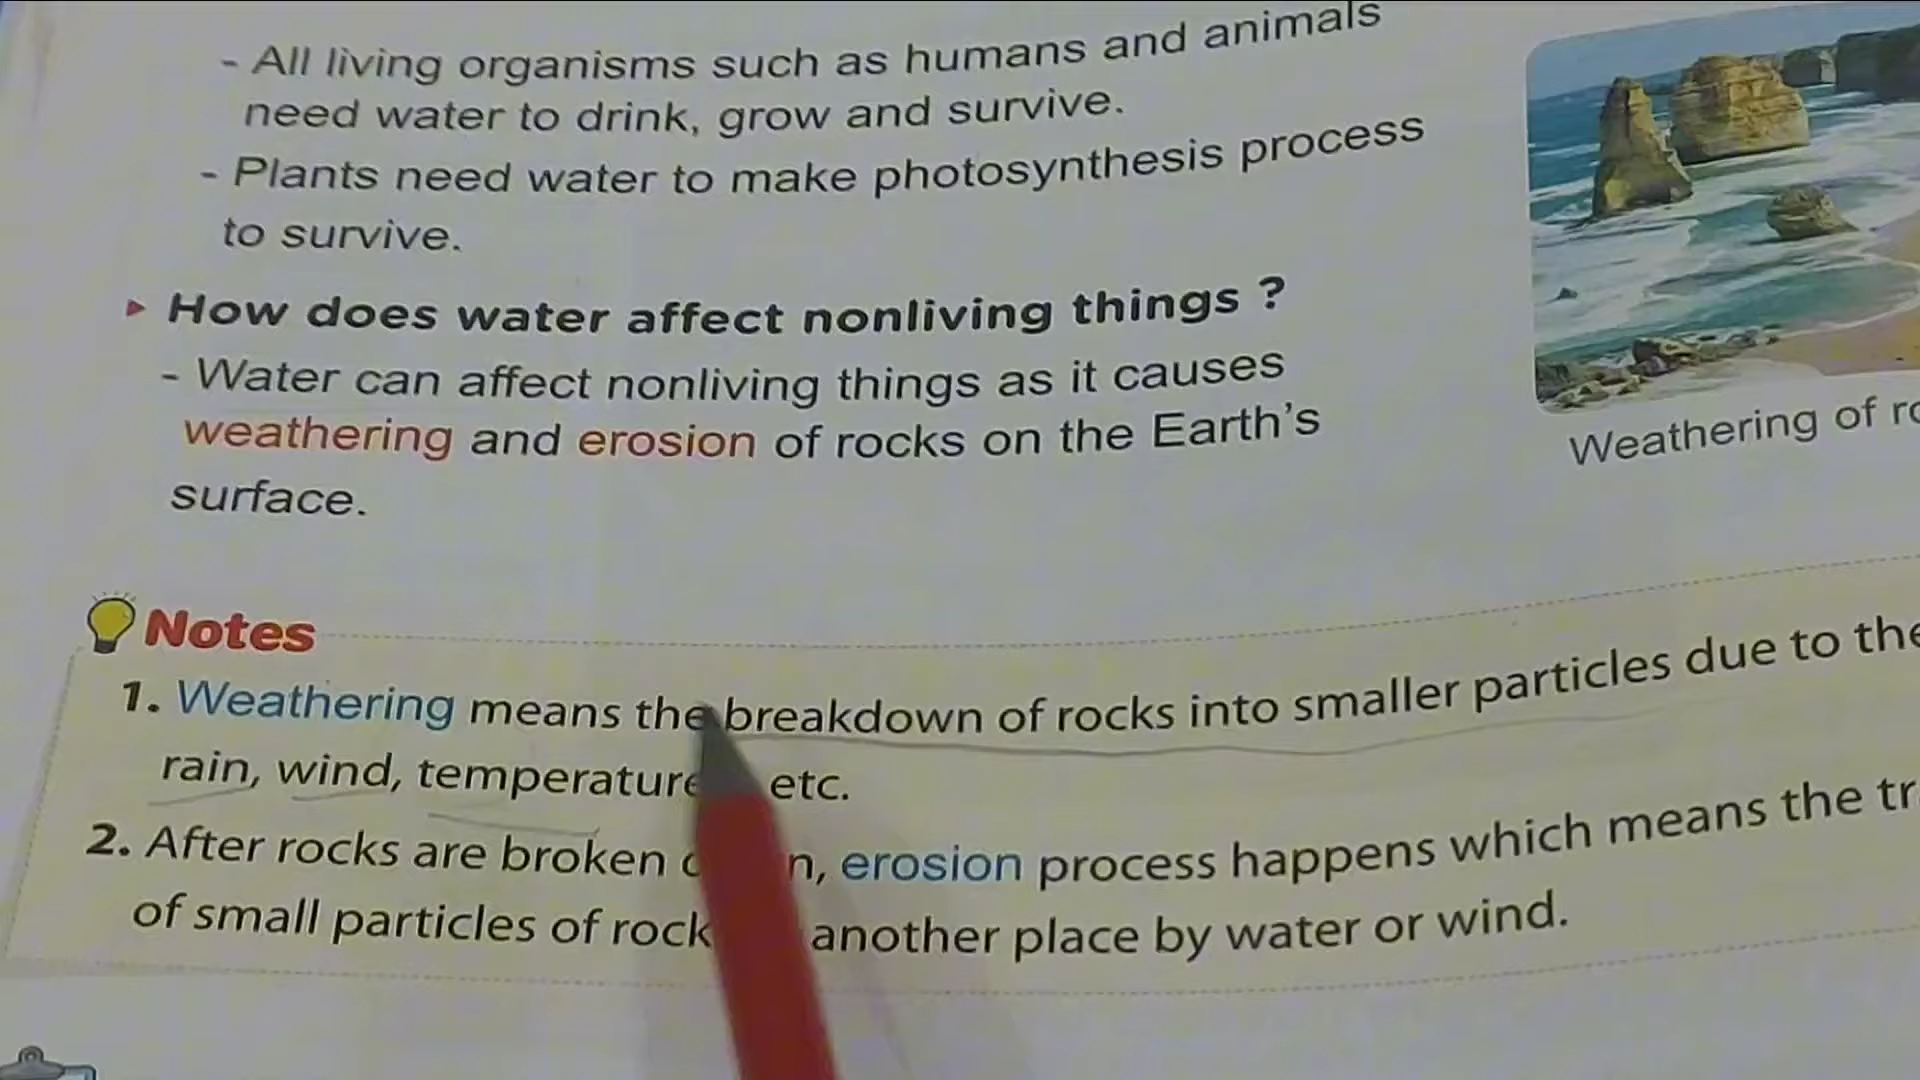 - All living organisms such as humans and animals
need water to drink, grow and survive.
- Plants need water to make photosynthesis process
to survive.
How does water affect nonliving things ?
- Water can affect nonliving things as it causes
weathering and erosion of rocks on the Earth's
surface.
Weathering of
Notes
1. Weathering means the breakdown of rocks into smaller particles due to the
rain, wind, temperature etc.
2. After rocks are broken erosion process happens which means the
of small particles of another place by water or wind.